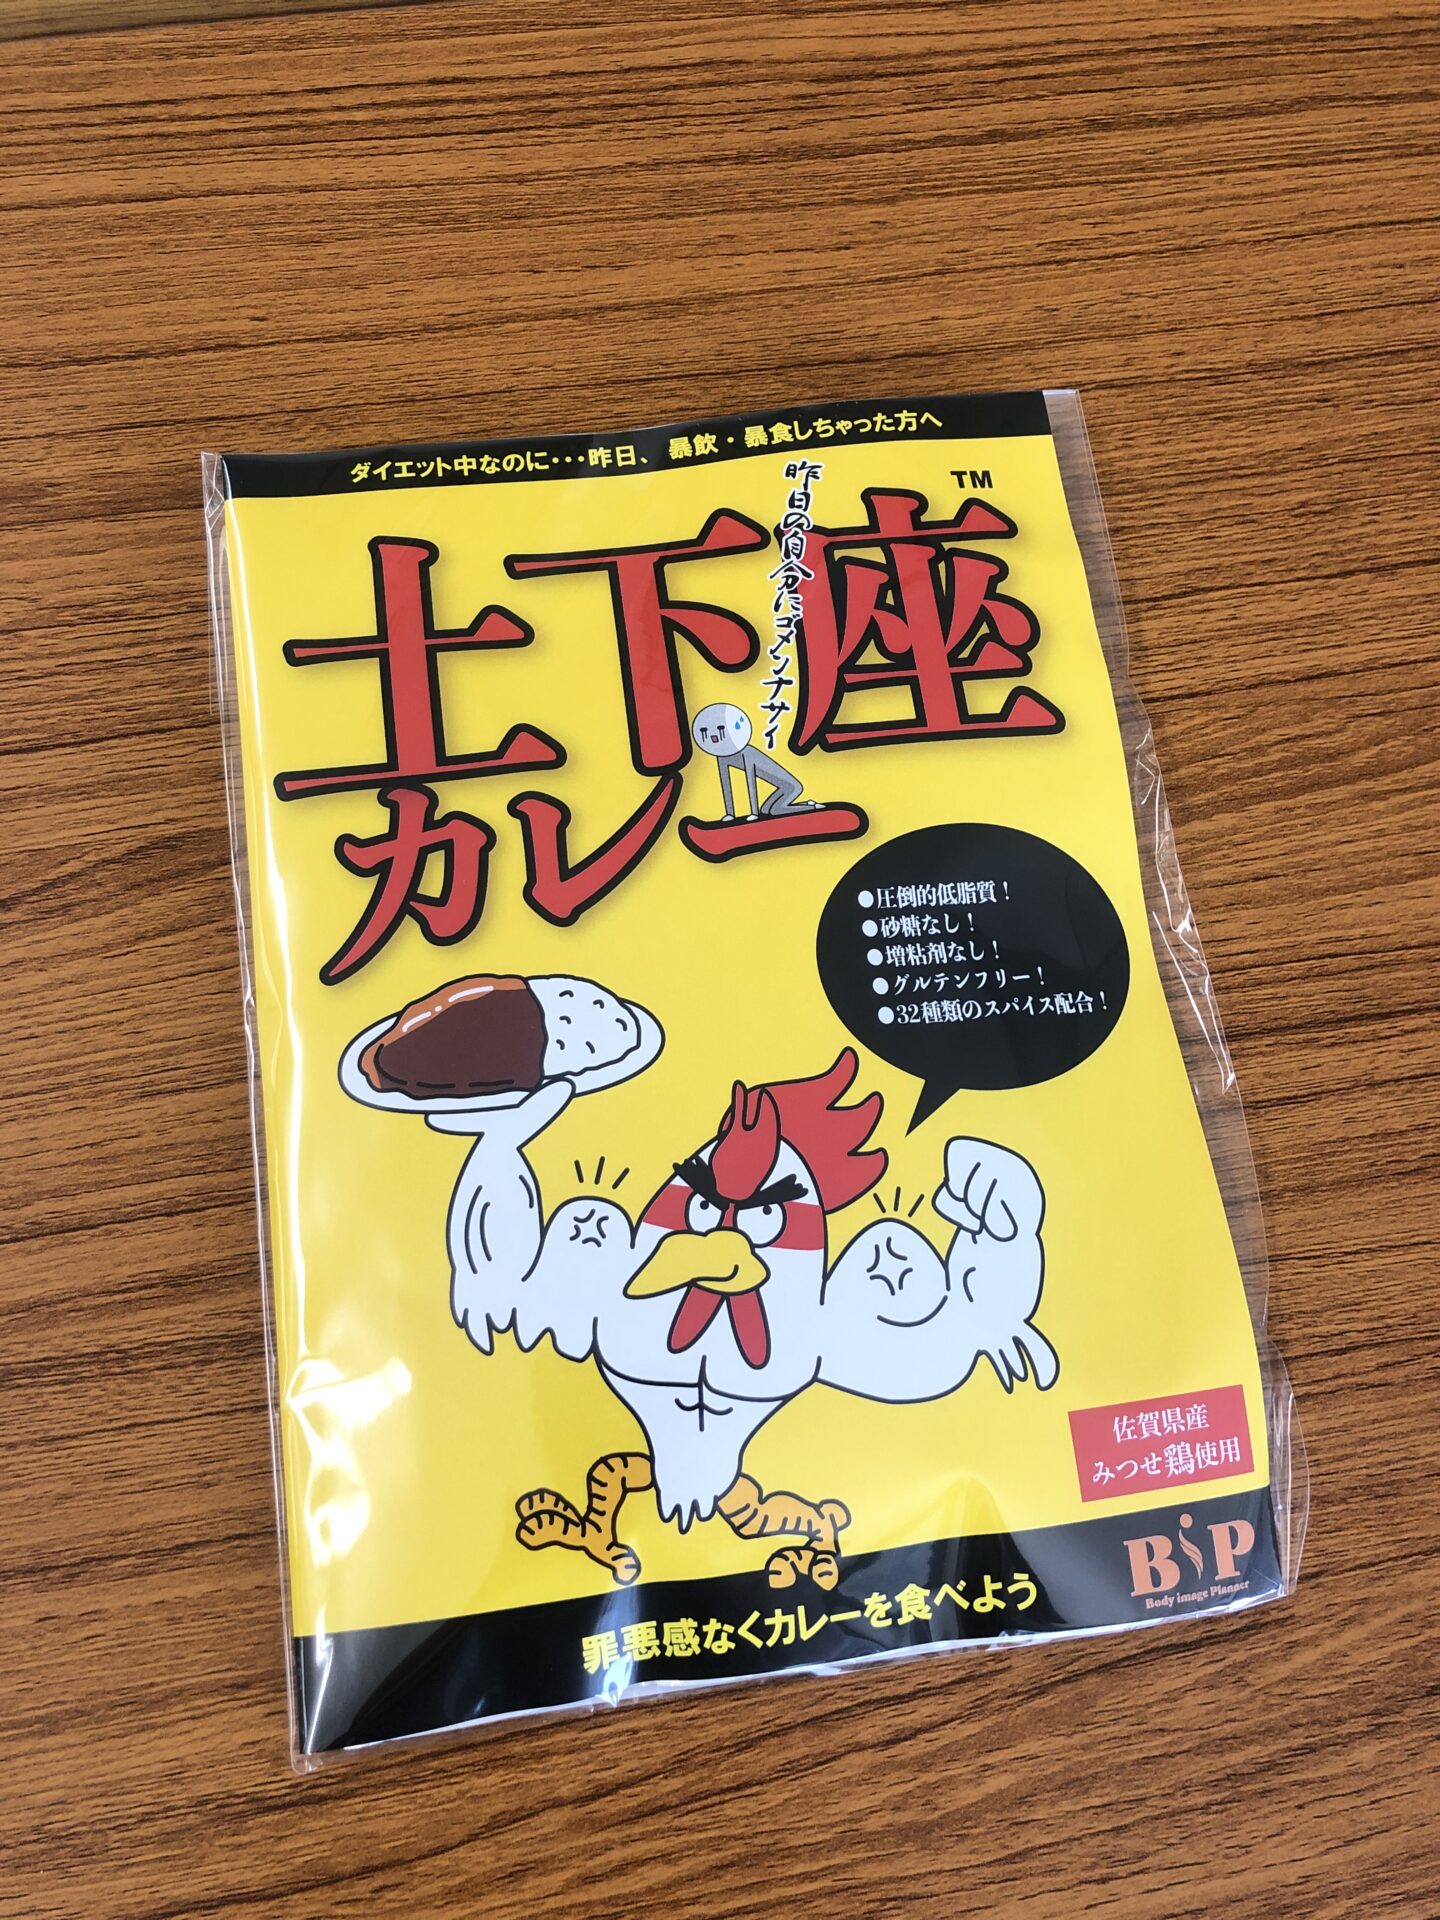 ダイエット中なのに・・・昨日、暴飲・暴食しちゃった方へ
土下座
TM
昨日の自分にゴメンナサイ
カレー
●圧倒的低脂質！
●砂糖なし！
●増粘剤なし！
●グルテンフリー！
●32種類のスパイス配合！
佐賀県産
みつせ鶏使用
BiP
Body image Planner
罪悪感なくカレーを食べよう